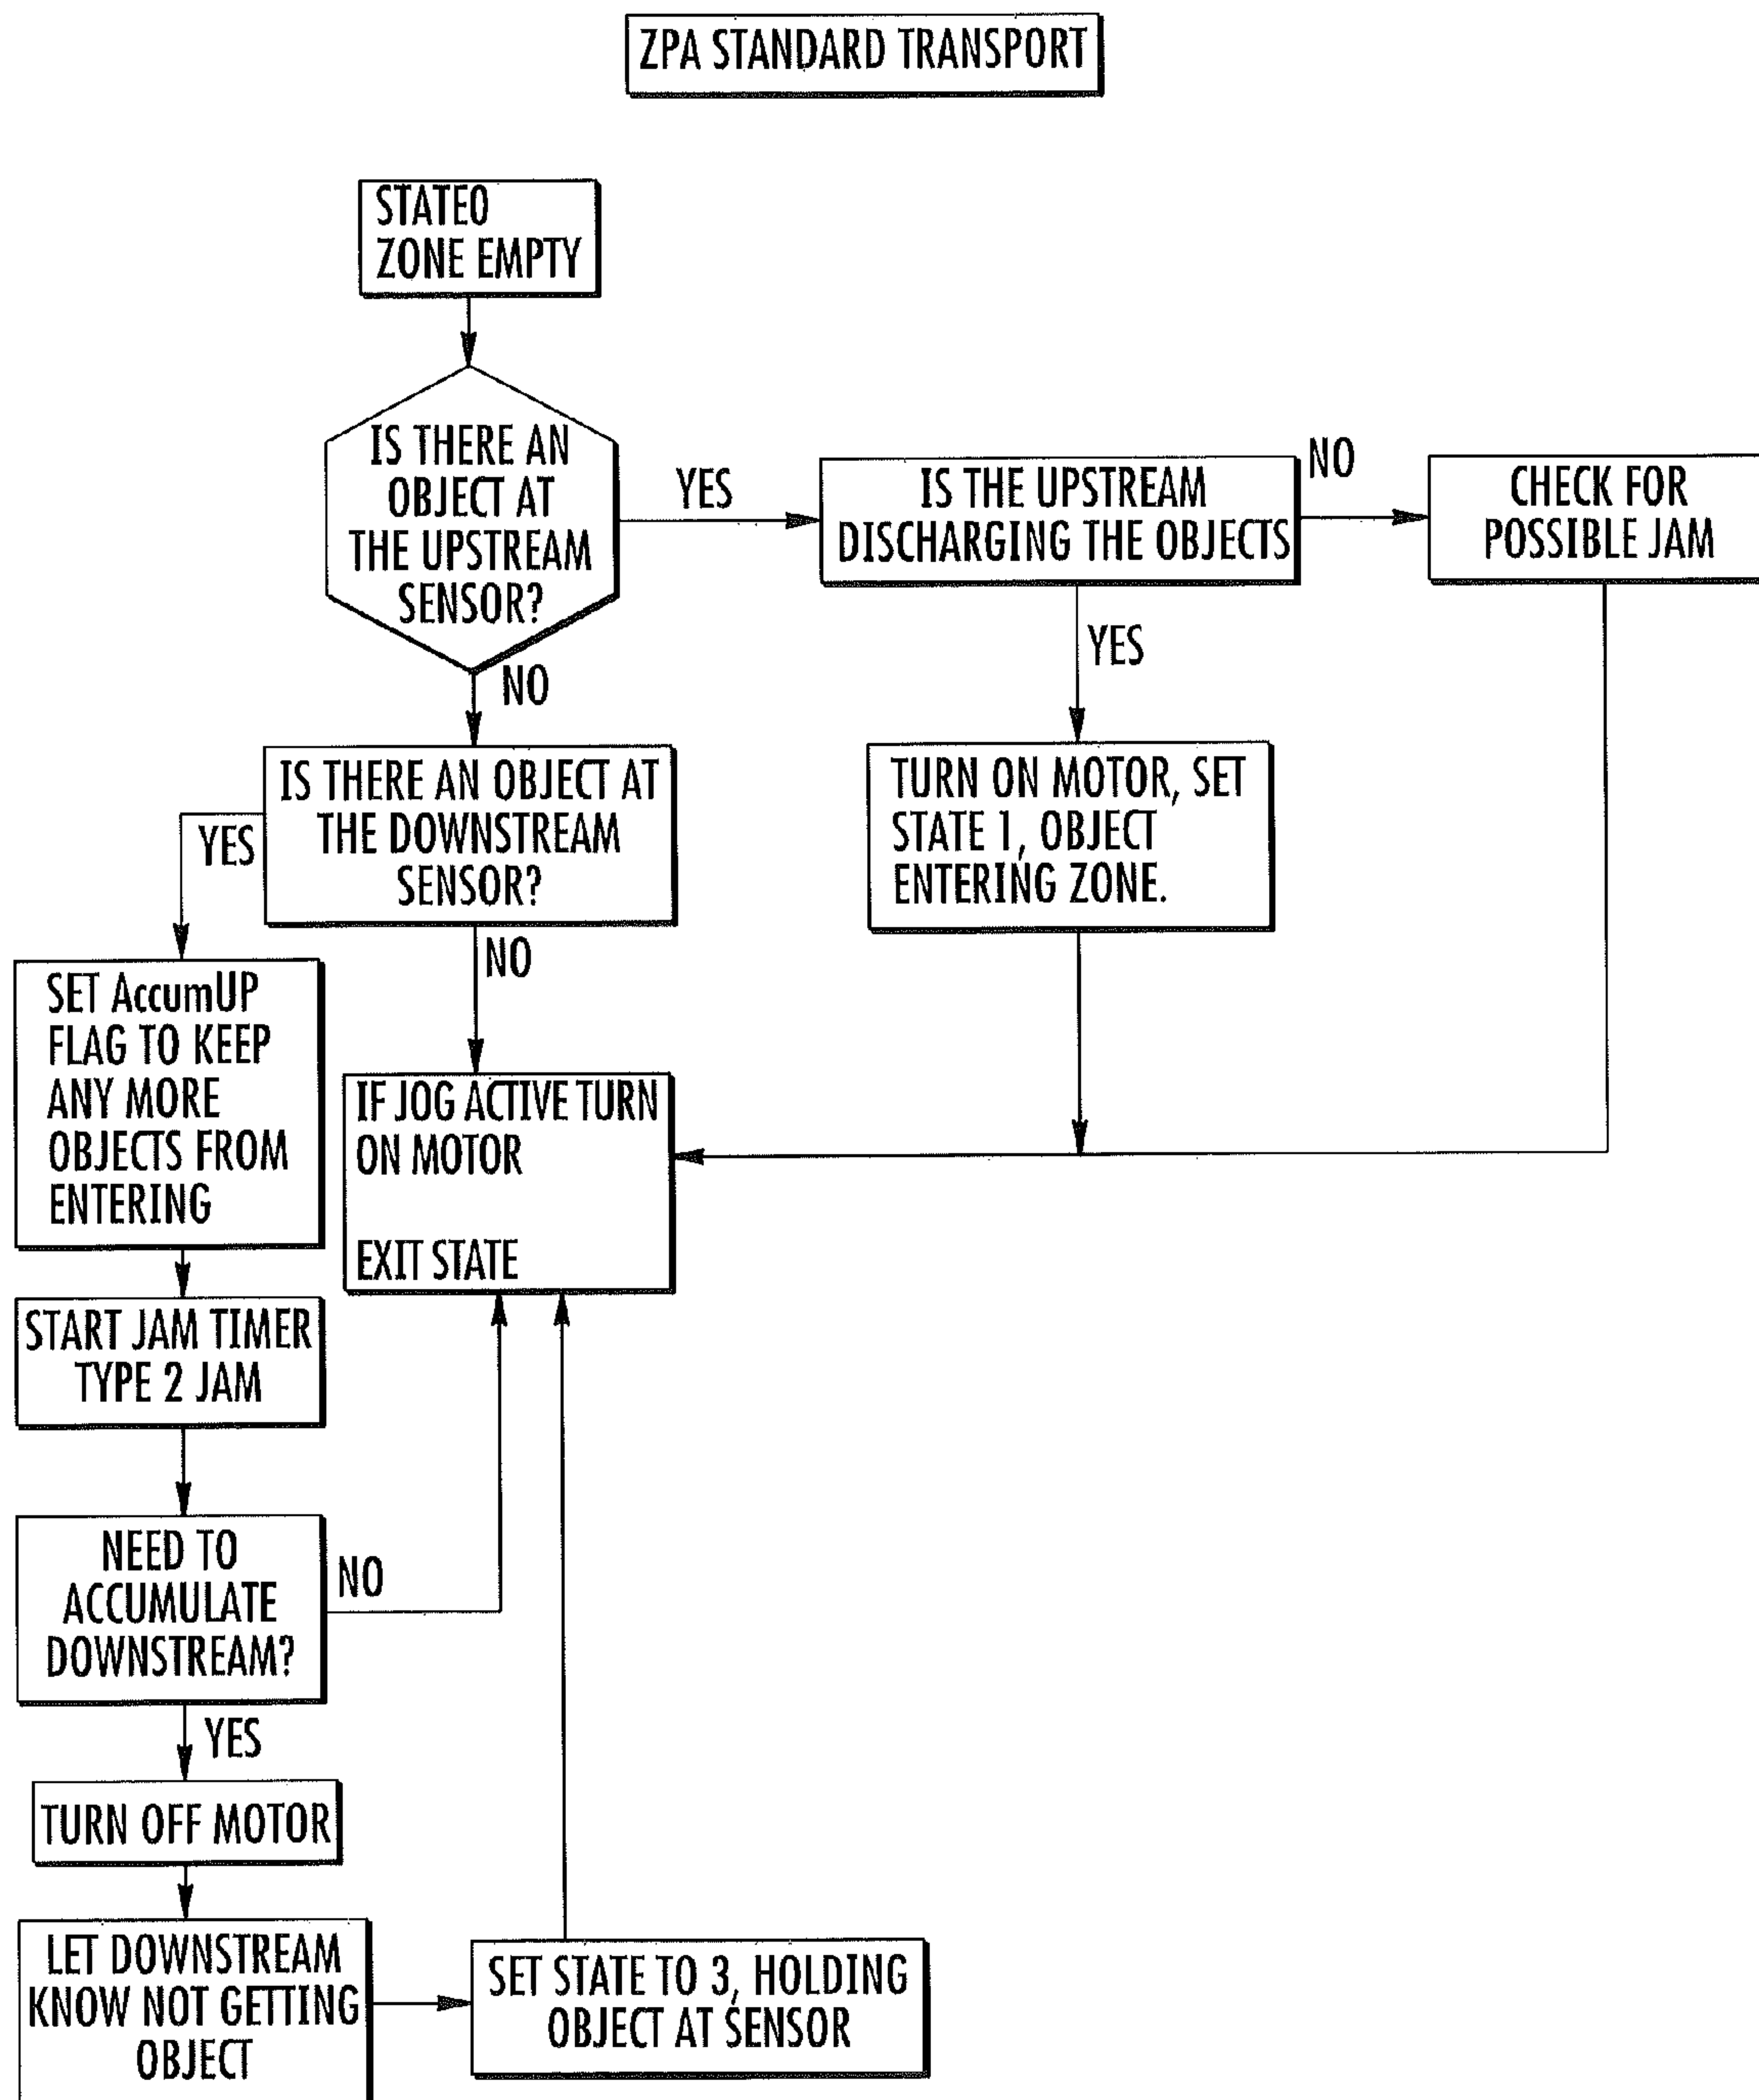 ZPA STANDARD TRANSPORT
STATE0
ZONE EMPTY
IS THERE AN
OBJECT AT
THE UPSTREAM
SENSOR?
YES
IS THE UPSTREAM
DISCHARGING THE OBJECTS
NO
CHECK FOR
POSSIBLE JAM
NO
YES
IS THERE AN OBJECT AT
THE DOWNSTREAM
SENSOR?
TURN ON MOTOR, SET
STATE 1, OBJECT
ENTERING ZONE.
YES
NO
SET AccumUP
FLAG TO KEEP
ANY MORE
OBJECTS FROM
ENTERING
IF JOG ACTIVE TURN
ON MOTOR
EXIT STATE
START JAM TIMER
TYPE 2 JAM
NEED TO
ACCUMULATE
DOWNSTREAM?
NO
YES
TURN OFF MOTOR
LET DOWNSTREAM
KNOW NOT GETTING
OBJECT
SET STATE TO 3, HOLDING
OBJECT AT SENSOR